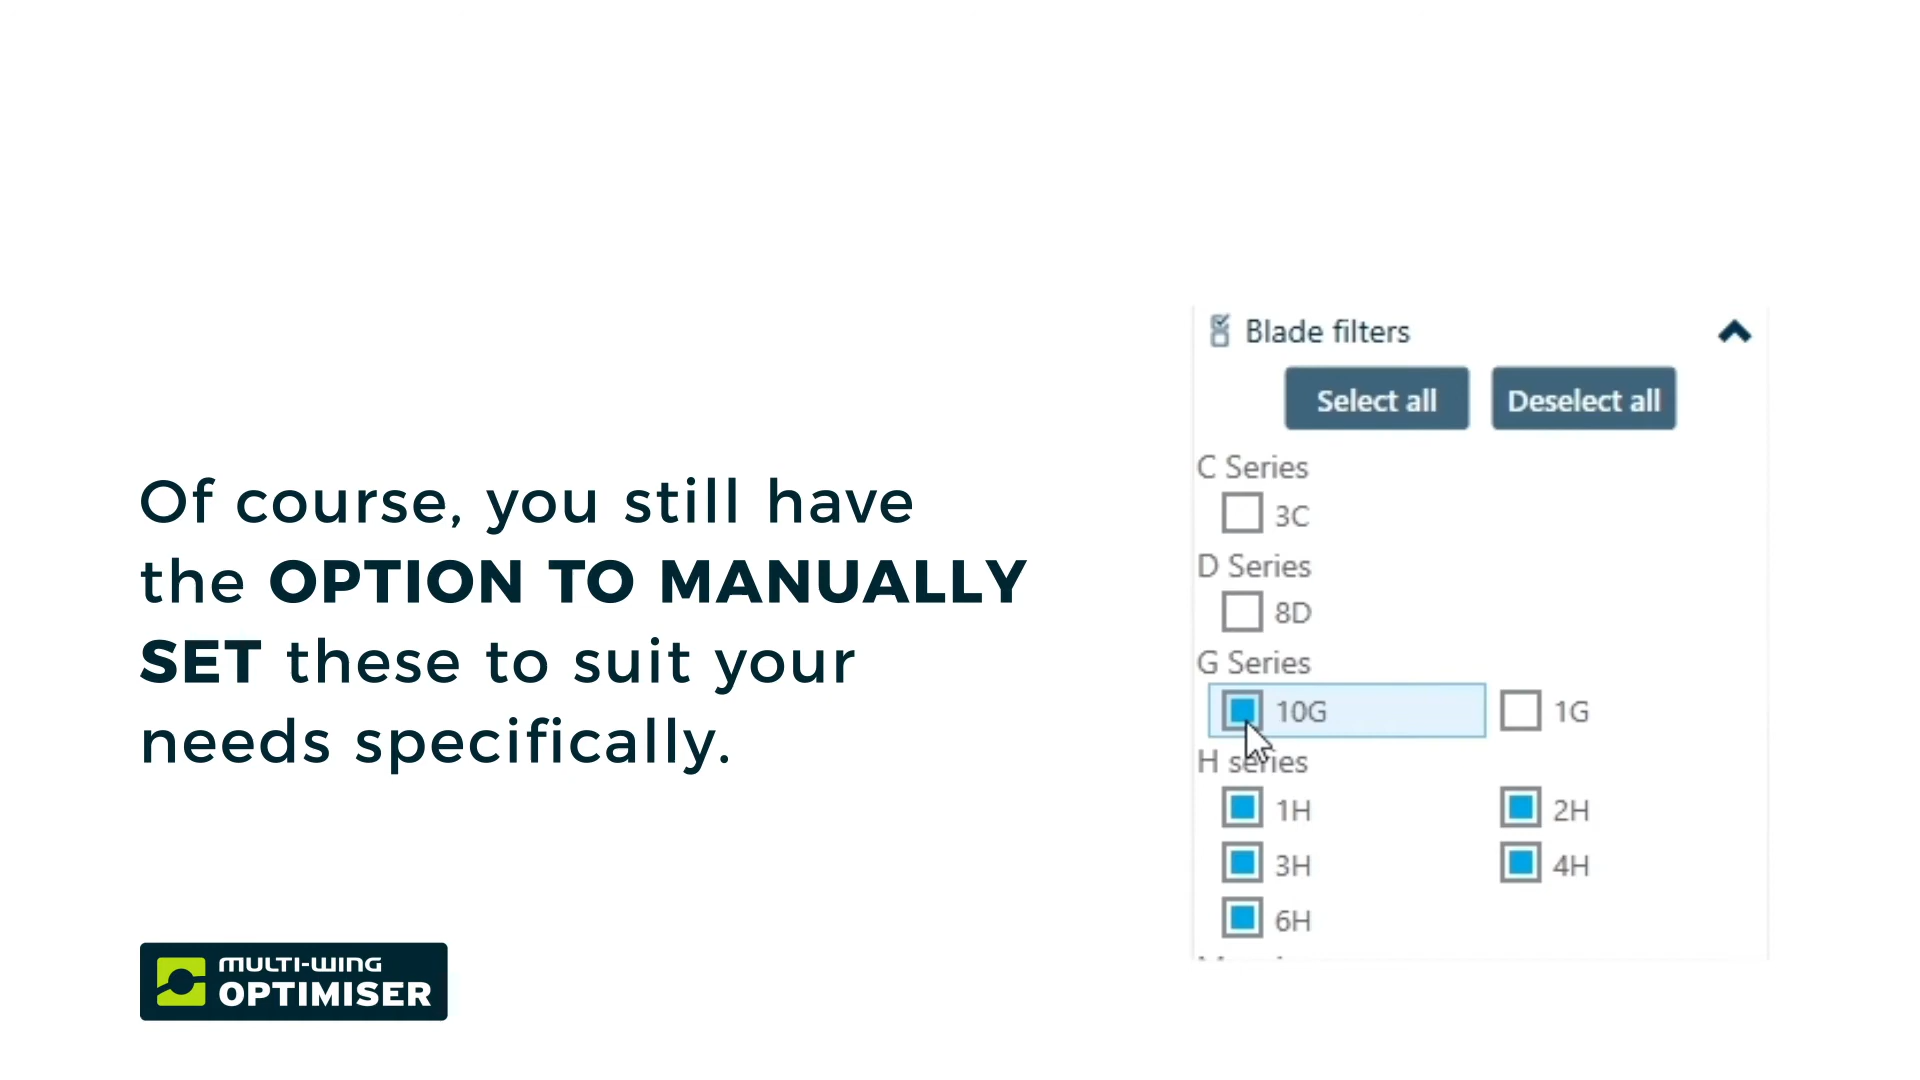 Of course, you still have
the OPTION TO MANUALLY
SET these to suit your
needs specifically.
MULTI-WING
OPTIMISER
Blade filters
Select all Deselect all
C Series
3C
D Series
8D
G Series
10G 1G
H series
1H 2H
3H 4H
6H